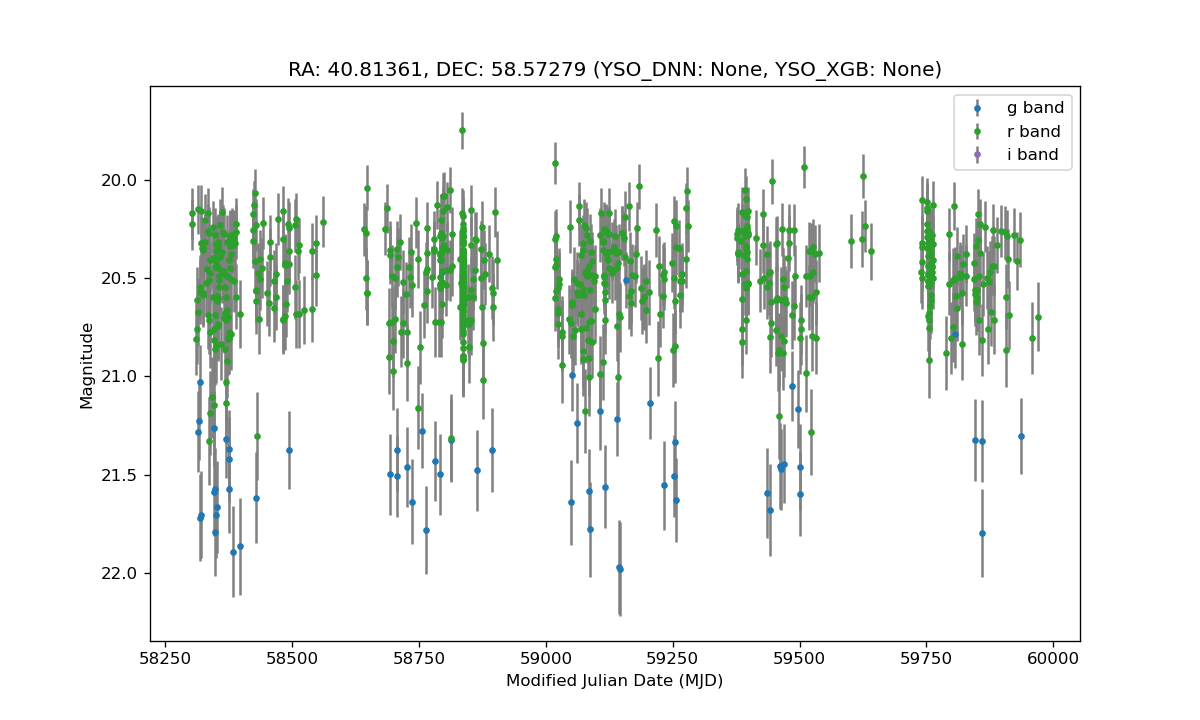 RA: 40.81361, DEC: 58.57279 (YSO_DNN: None, YSO_XGB: None)
g band
r band
i band
20.0
20.5
21.0
21.5
22.0
Magnitude
58250 58500 58750 59000 59250 59500 59750 60000
Modified Julian Date (MJD)